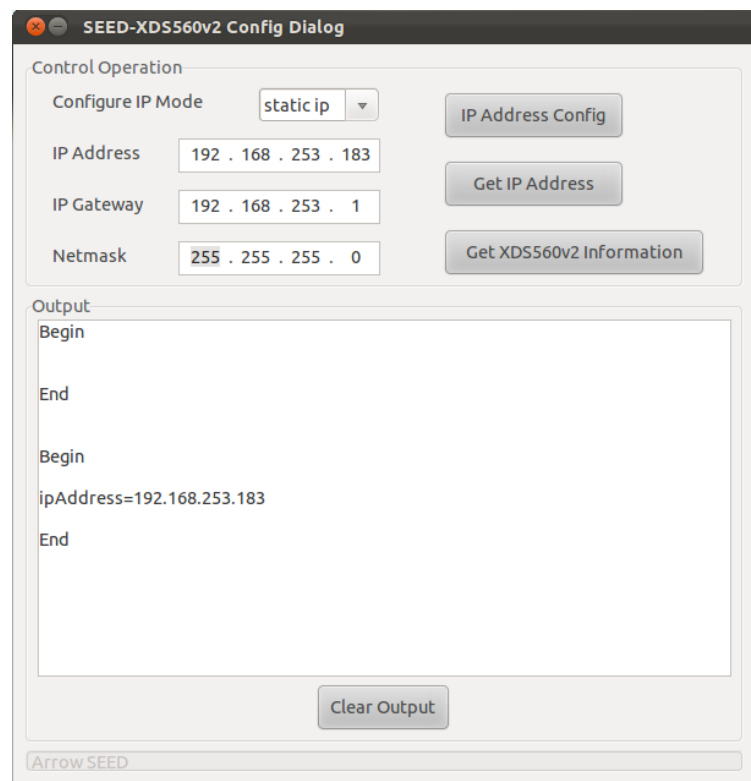 SEED-XDS560v2 Config Dialog
Control Operation
Configure IP Mode
static ip
IP Address Config
IP Address
192 . 168 . 253 . 183
Get IP Address
IP Gateway
192 . 168 . 253 . 1
Netmask
255 . 255 . 255 . 0
Get XDS560v2 Information
Output
Begin
End
Begin
ipAddress=192.168.253.183
End
Clear Output
Arrow SEED